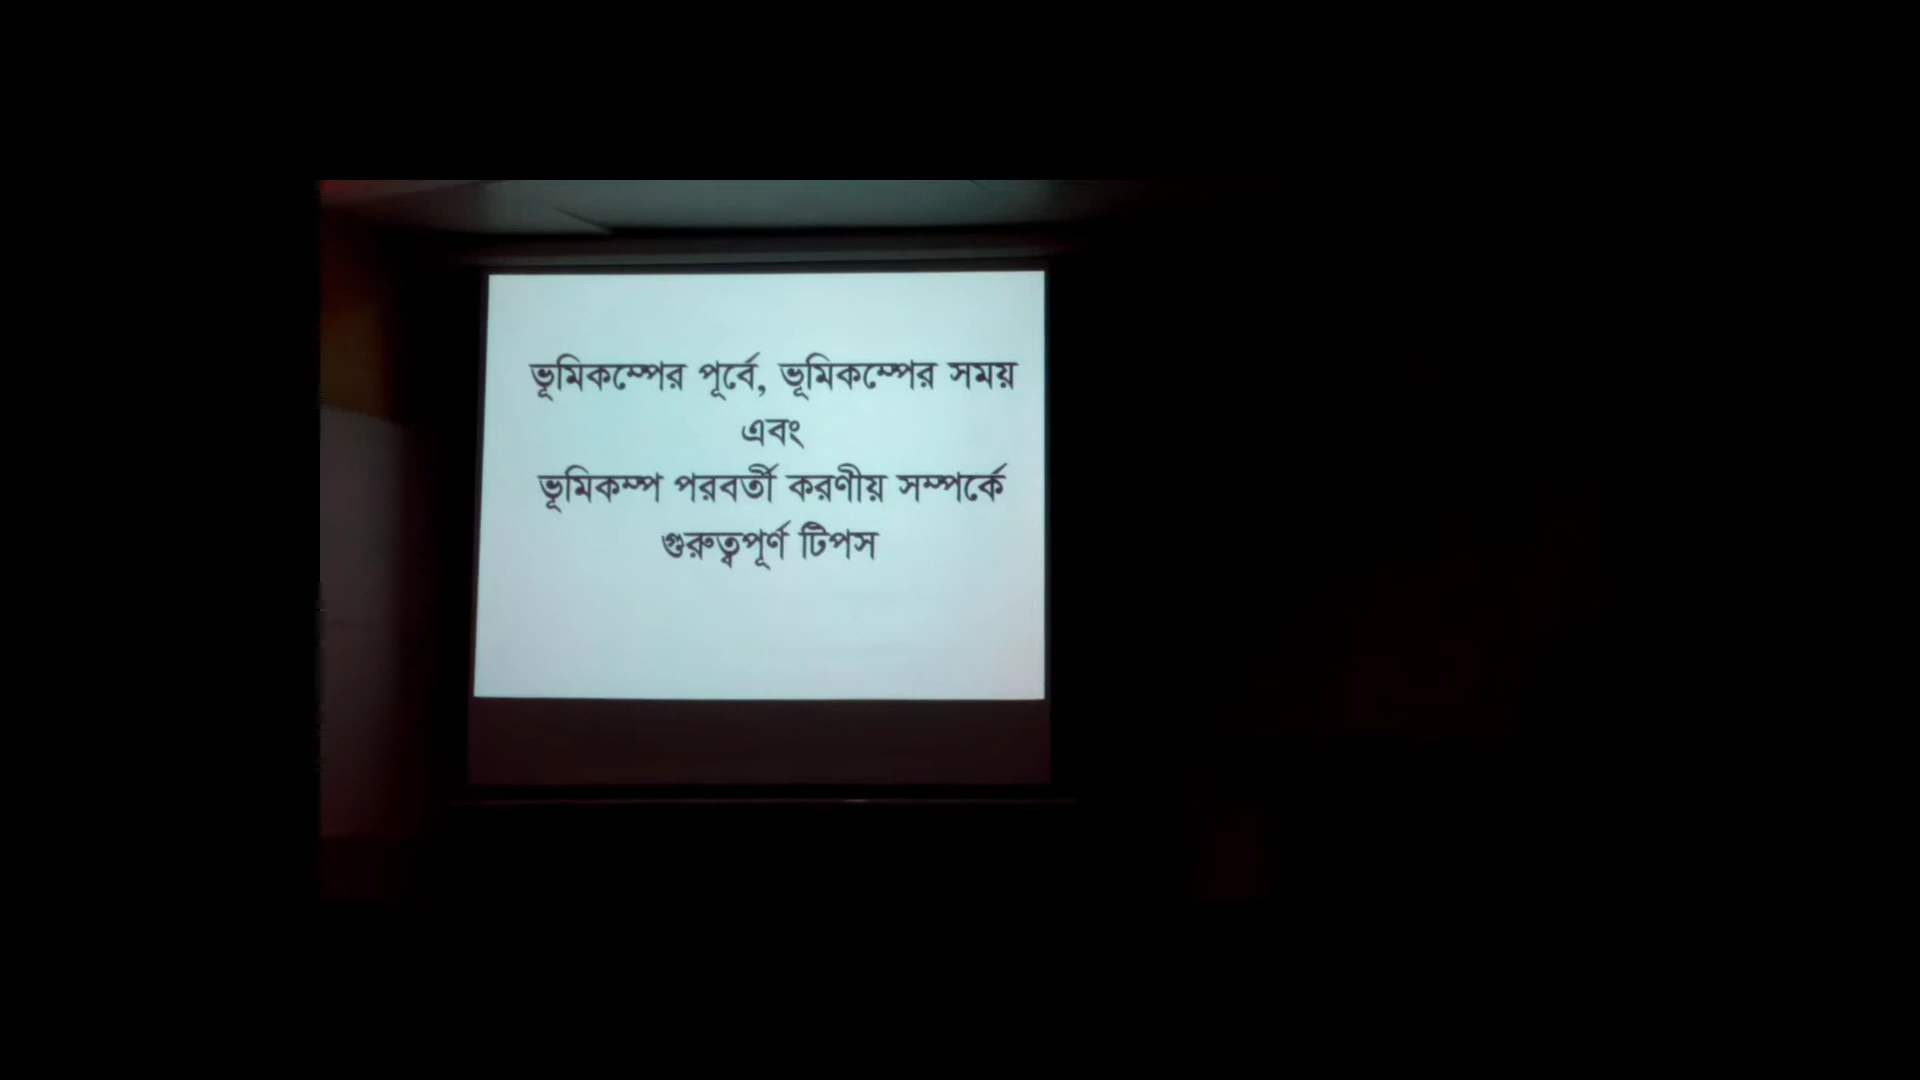 ভূমিকম্পের পূর্বে, ভূমিকম্পের সময়
এবং
ভূমিকম্প পরবর্তী করণীয় সম্পর্কে
গুরুত্বপূর্ণ টিপস